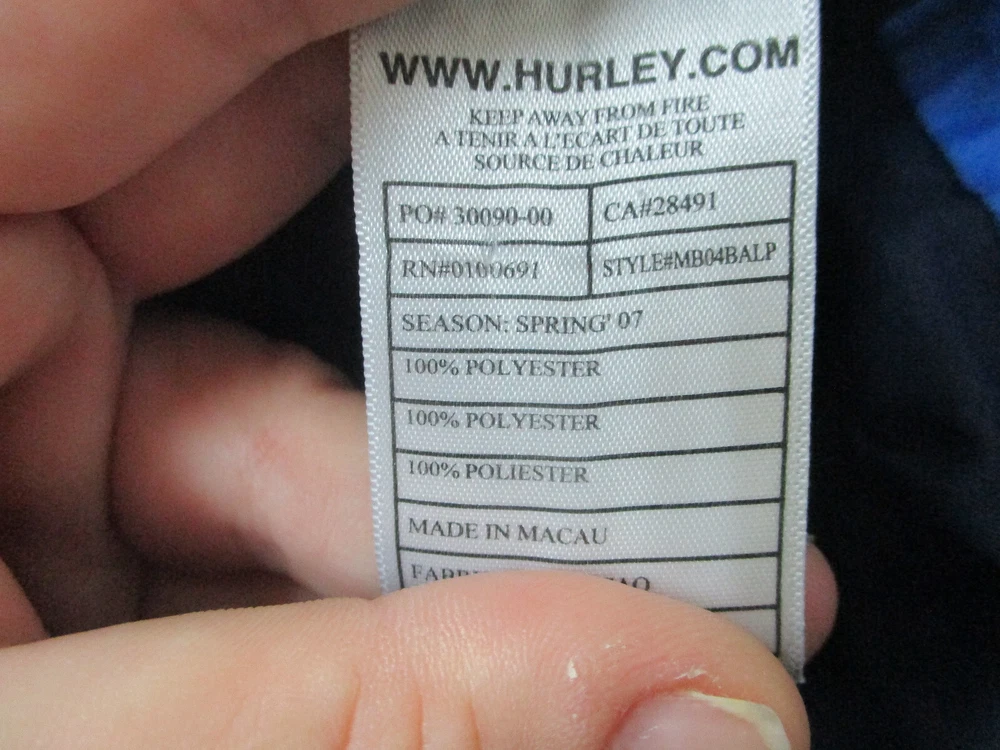 WWW.HURLEY.COM
KEEP AWAY FROM FIRE
A TENIR A L'ECART DE TOUTE
SOURCE DE CHALEUR
PO# 30090-00 CA#28491
RN#0100691 STYLE#MB04BALP
SEASON: SPRING' 07
100% POLYESTER
100% POLYESTER
100% POLIESTER
MADE IN MACAU